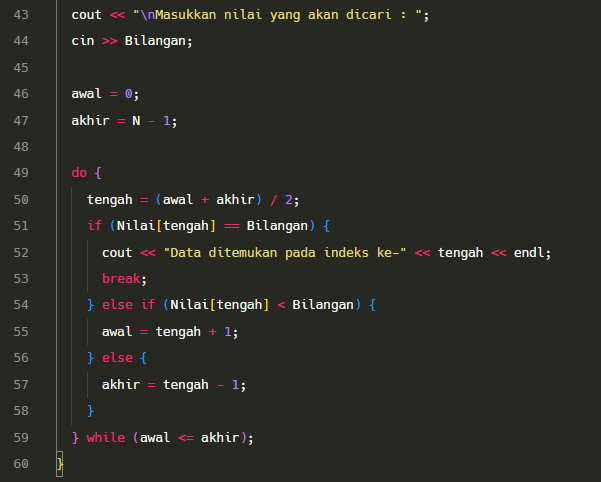 43 cout << "\nMasukkan nilai yang akan dicari : ";
44 cin >> Bilangan;
45
46 awal = 0;
47 akhir = N - 1;
48
49 do {
50 tengah = (awal + akhir) / 2;
51 if (Nilai[tengah] == Bilangan) {
52 cout << "Data ditemukan pada indeks ke-" << tengah << endl;
53 break;
54 } else if (Nilai[tengah] < Bilangan) {
55 awal = tengah + 1;
56 } else {
57 akhir = tengah - 1;
58 }
59 } while (awal <= akhir);
60 }